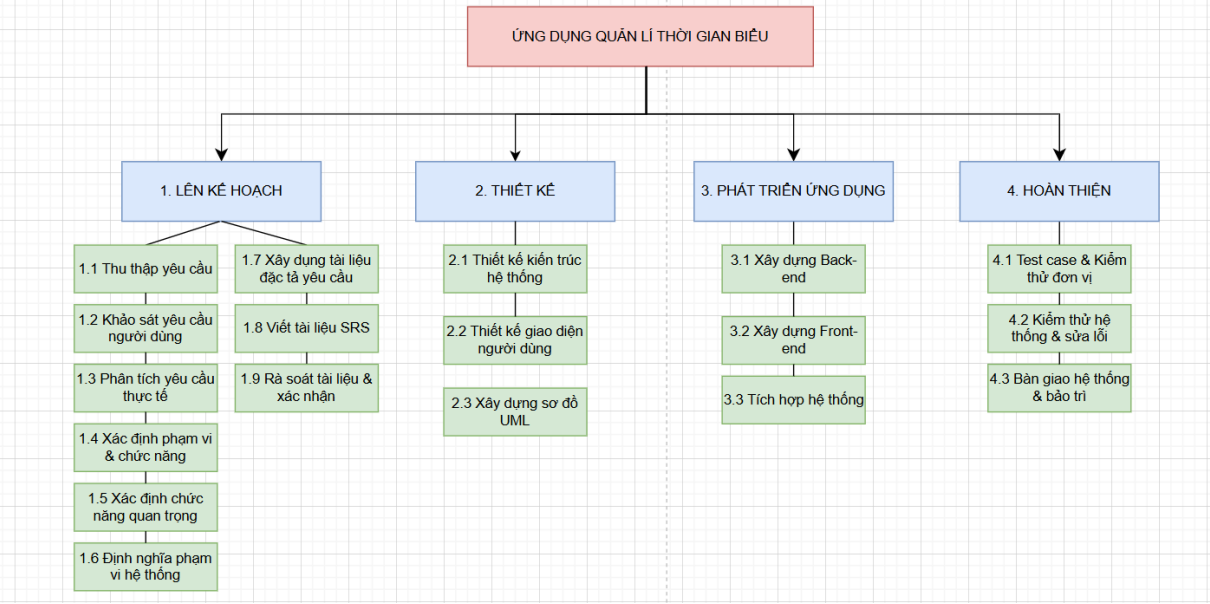 ỨNG DỤNG QUẢN LÍ THỜI GIAN BIỂU
1. LÊN KẾ HOẠCH
1.1 Thu thập yêu cầu
1.2 Khảo sát yêu cầu
người dùng
1.3 Phân tích yêu cầu
thực tế
1.4 Xác định phạm vi
& chức năng
1.5 Xác định chức
năng quan trọng
1.6 Định nghĩa phạm
vi hệ thống
1.7 Xây dựng tài liệu
đặc tả yêu cầu
1.8 Viết tài liệu SRS
1.9 Rà soát tài liệu &
xác nhận
2. THIẾT KẾ
2.1 Thiết kế kiến trúc
hệ thống
2.2 Thiết kế giao diện
người dùng
2.3 Xây dựng sơ đồ
UML
3. PHÁT TRIỂN ỨNG DỤNG
3.1 Xây dựng Back-
end
3.2 Xây dựng Front-
end
3.3 Tích hợp hệ thống
4. HOÀN THIỆN
4.1 Test case & Kiểm
thử đơn vị
4.2 Kiểm thử hệ
thống & sửa lỗi
4.3 Bàn giao hệ thống
& bảo trì